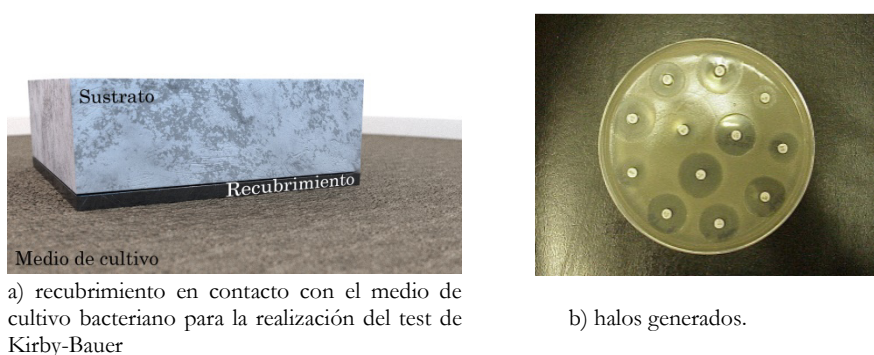 Sustrato
Recubrimiento
Medio de cultivo
a) recubrimiento en contacto con el medio de
cultivo bacteriano para la realización del test de
Kirby-Bauer
b) halos generados.